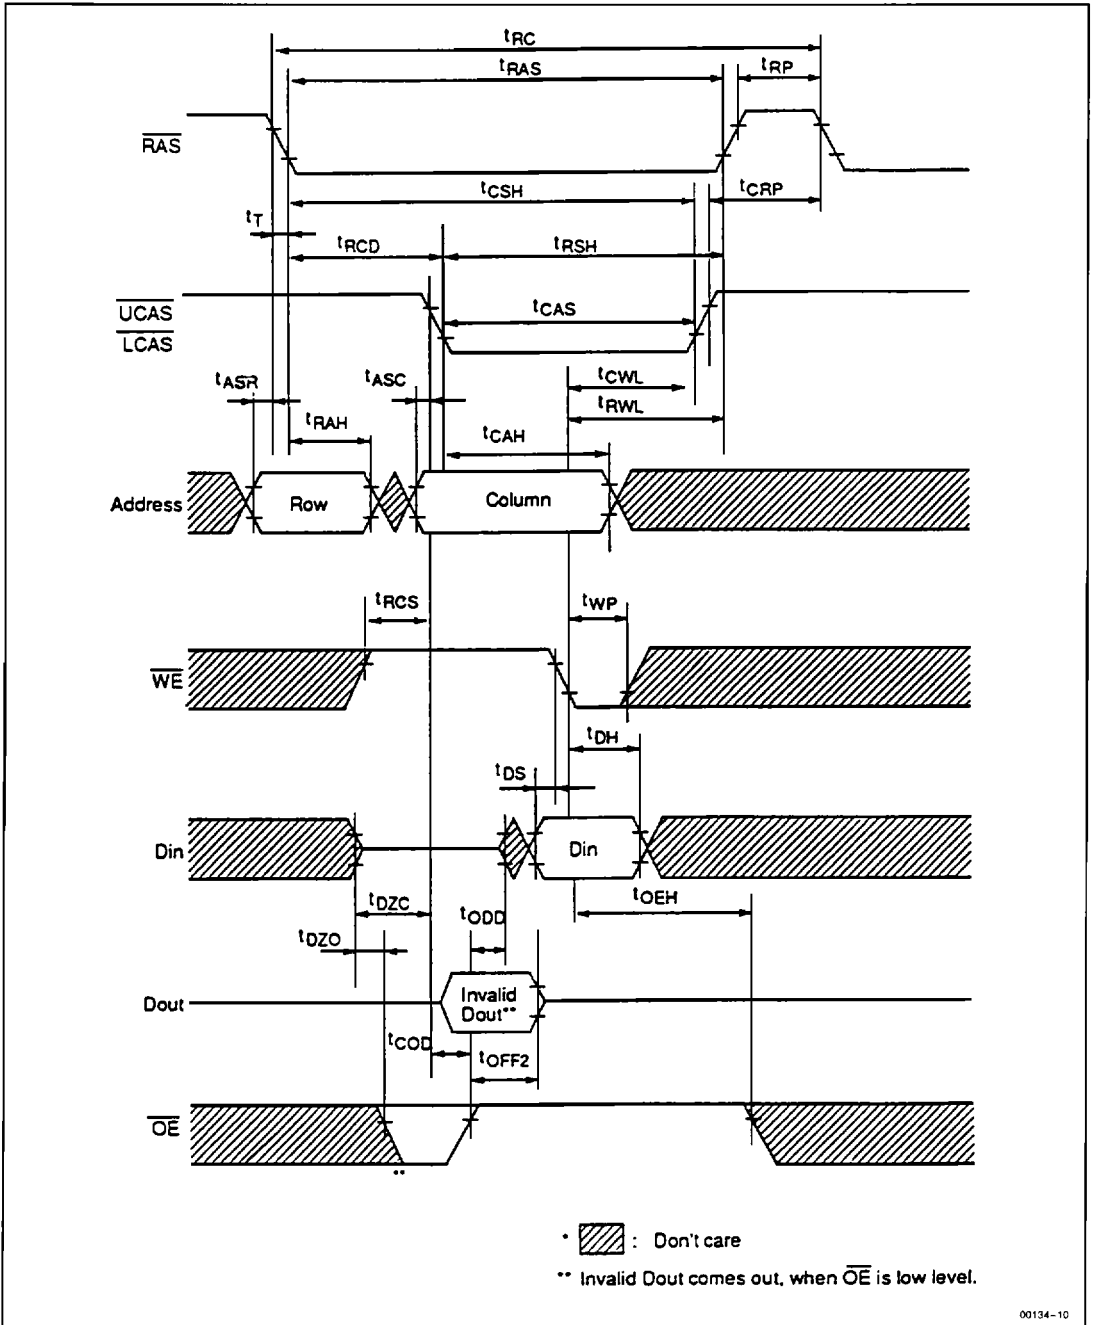 tRC
tRAS
tRP
RAS
tCSH
tCRP
tT
tRCD
tRSH
UCAS
LCAS
tCAS
tASR
tASC
tCWL
tRWL
tRAH
tCAH
Address
Row
Column
tRCS
tWP
WE
tDH
tDS
Din
Din
tDZC
tODD
tOEH
tDZO
Dout
Invalid
Dout**
tCOD
tOFF2
OE
**
* : Don't care
** Invalid Dout comes out, when OE is low level.
00134-10